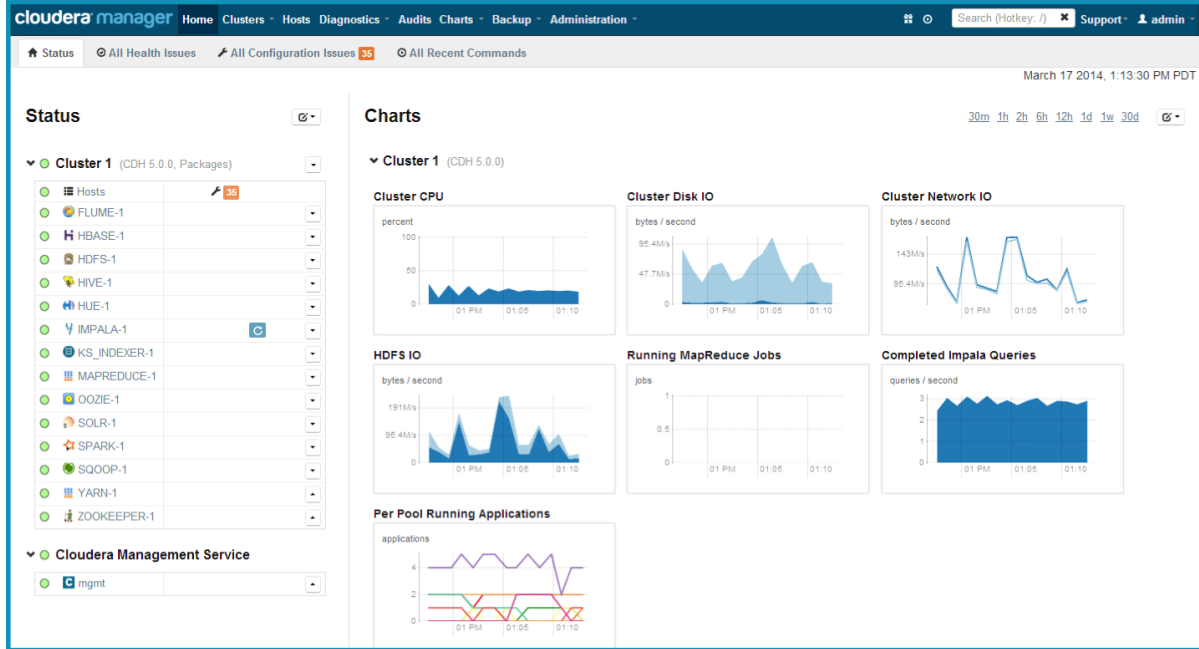 cloudera manager Home Clusters Hosts Diagnostics Audits Charts Backup Administration Search (Hotkey: /) Support admin
Status All Health Issues All Configuration Issues 35 All Recent Commands
March 17 2014, 1:13:30 PM PDT
Status
Cluster 1 (CDH 5.0.0, Packages)
Hosts 35
FLUME-1
HBASE-1
HDFS-1
HIVE-1
HUE-1
IMPALA-1
KS_INDEXER-1
MAPREDUCE-1
OOZIE-1
SOLR-1
SPARK-1
SQOOP-1
YARN-1
ZOOKEEPER-1
Cloudera Management Service
C mgmt
Charts
30m 1h 2h 6h 12h 1d 1w 30d
Cluster 1 (CDH 5.0.0)
Cluster CPU
percent
100
50
0
01 PM 01:05 01:10
Cluster Disk IO
bytes / second
95.4M/s
47.7M/s
0
01 PM 01:05 01:10
Cluster Network IO
bytes / second
143M/s
95.4M/s
01 PM 01:05 01:10
HDFS IO
bytes / second
191M/s
95.4M/s
0
01 PM 01:05 01:10
Running MapReduce Jobs
jobs
1
0.5
0
01 PM 01:05 01:10
Completed Impala Queries
queries / second
3
2
1
0
01 PM 01:05 01:10
Per Pool Running Applications
applications
4
2
0
01 PM 01:05 01:10